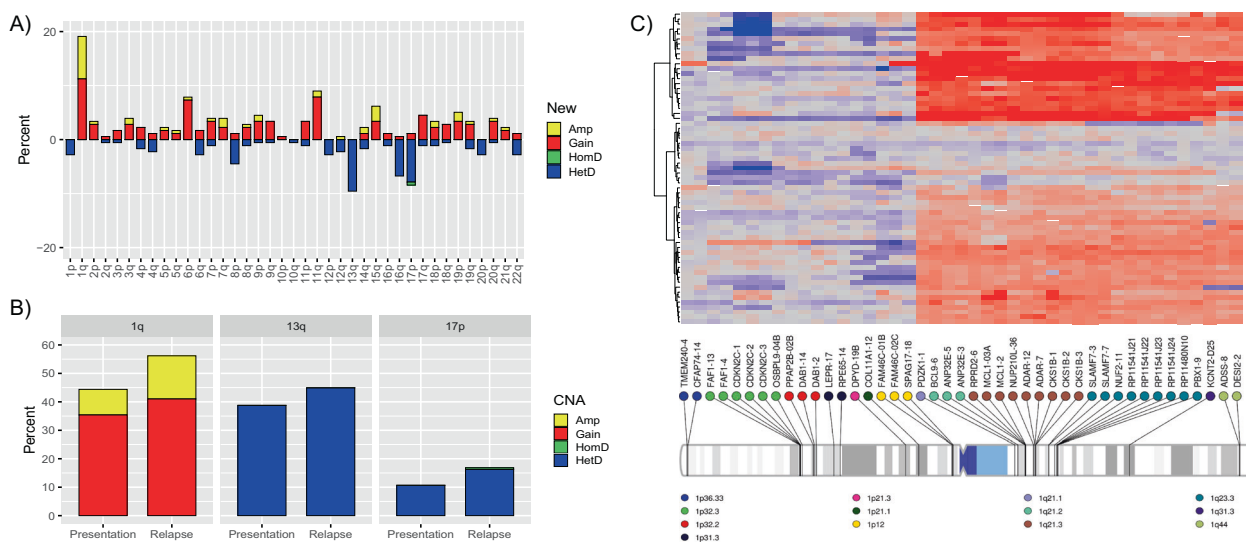 A)
20
0
−20
Percent
1p
1q
2p
2q
3p
3q
4p
4q
5p
5q
6p
6q
7p
7q
8p
8q
9p
9q
10p
10q
11p
11q
12p
12q
13q
14q
15q
16p
16q
17p
17q
18p
18q
19p
19q
20p
20q
21q
22q
New
Amp
Gain
HomD
HetD
B)
1q
13q
17p
60
50
40
30
20
10
0
Percent
Presentation
Relapse
Presentation
Relapse
Presentation
Relapse
CNA
Amp
Gain
HomD
HetD
C)
TMEM240-4
CFAP74-14
FAF1-13
FAF1-4
CDKN2C-1
CDKN2C-2
CDKN2C-3
OSBPL9-04B
PPAP2B-02B
DAB1-14
DAB1-2
LEPR-17
RPE65-14
DPYD-19B
COL11A1-12
FAM46C-01B
FAM46C-02C
SPAG17-18
PDZK1-1
BCL9-6
ANP32E-5
ANP32E-3
RPRD2-6
MCL1-03A
MCL1-2
NUP210L-36
ADAR-12
ADAR-7
CKS1B-1
CKS1B-2
CKS1B-3
SLAMF7-3
SLAMF7-7
NUF2-11
RP11541J21
RP11541J22
RP11541J23
RP11541J24
RP11480N10
PBX1-9
KCNT2-D25
ADSS-8
DESI2-2
1p36.33
1p32.3
1p32.2
1p31.3
1p21.3
1p21.1
1p12
1q21.1
1q21.2
1q21.3
1q23.3
1q31.3
1q44